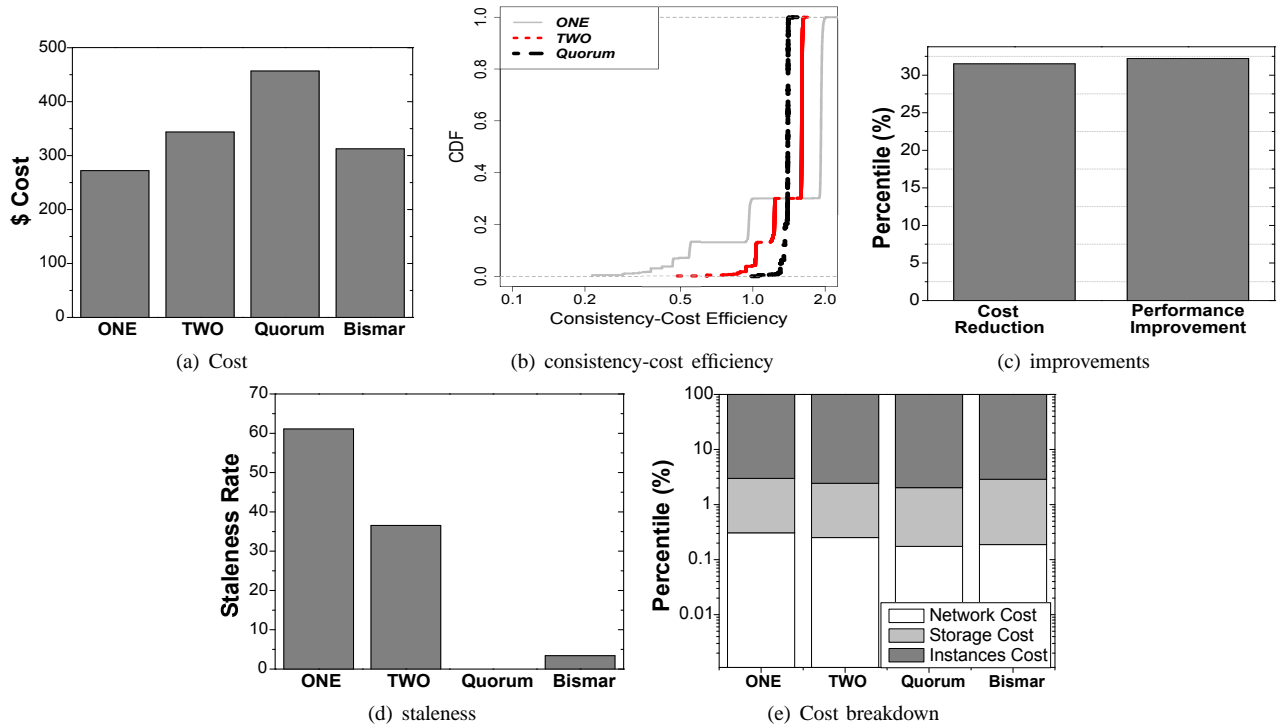 500
400
300
200
100
0
$ Cost
ONE TWO Quorum Bismar
(a) Cost
ONE
TWO
Quorum
1.0
0.8
0.6
0.4
0.2
0.0
CDF
0.1 0.2 0.5 1.0 2.0
Consistency-Cost Efficiency
(b) consistency-cost efficiency
30
25
20
15
10
5
0
Percentile (%)
Cost Performance
Reduction Improvement
(c) improvements
70
60
50
40
30
20
10
0
Staleness Rate
ONE TWO Quorum Bismar
(d) staleness
100
10
1
0.1
0.01
Percentile (%)
Network Cost
Storage Cost
Instances Cost
ONE TWO Quorum Bismar
(e) Cost breakdown